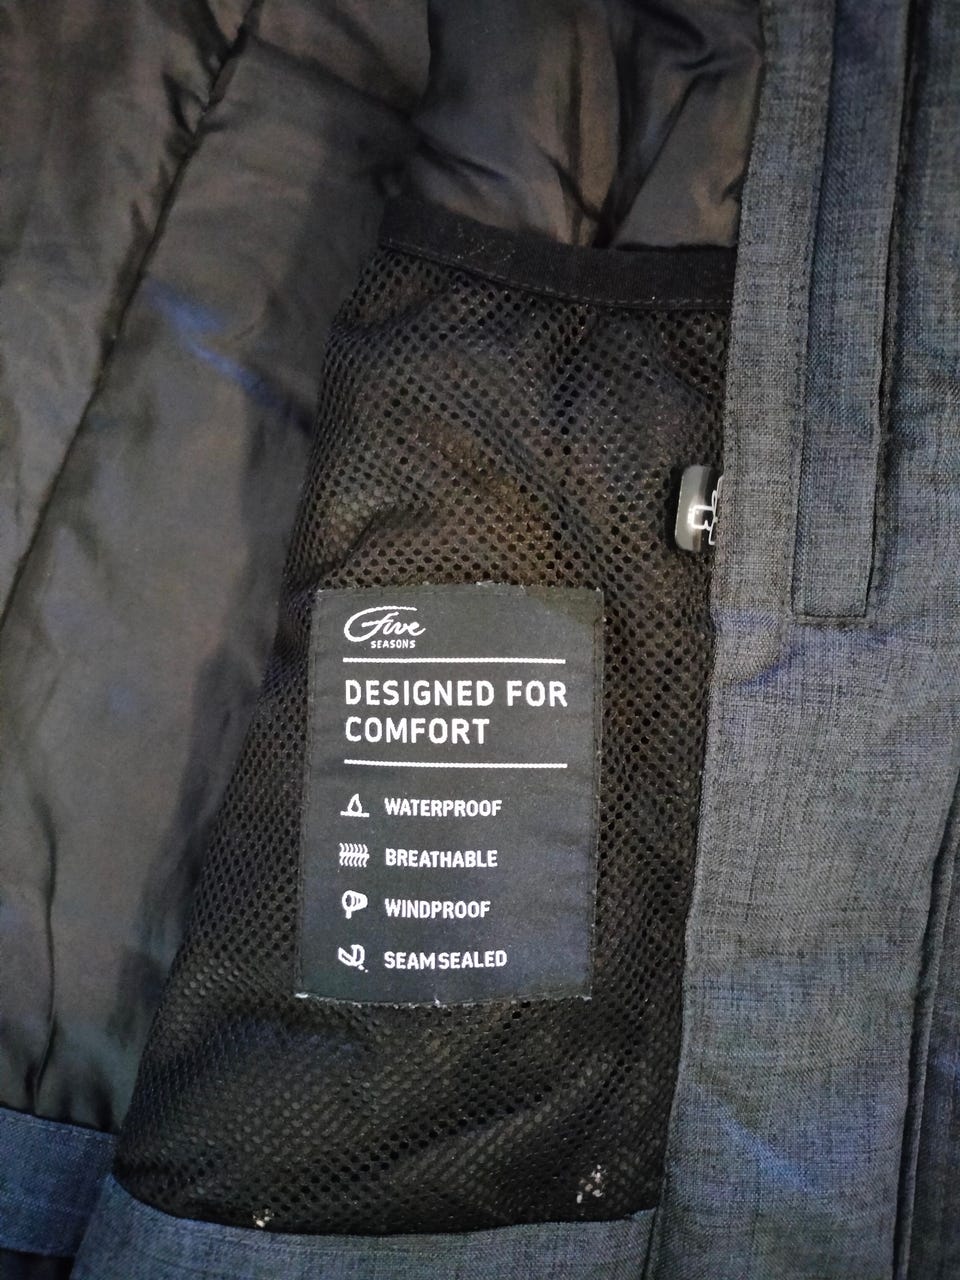 Five
SEASONS
DESIGNED FOR
COMFORT
WATERPROOF
BREATHABLE
WINDPROOF
SEAMSEALED